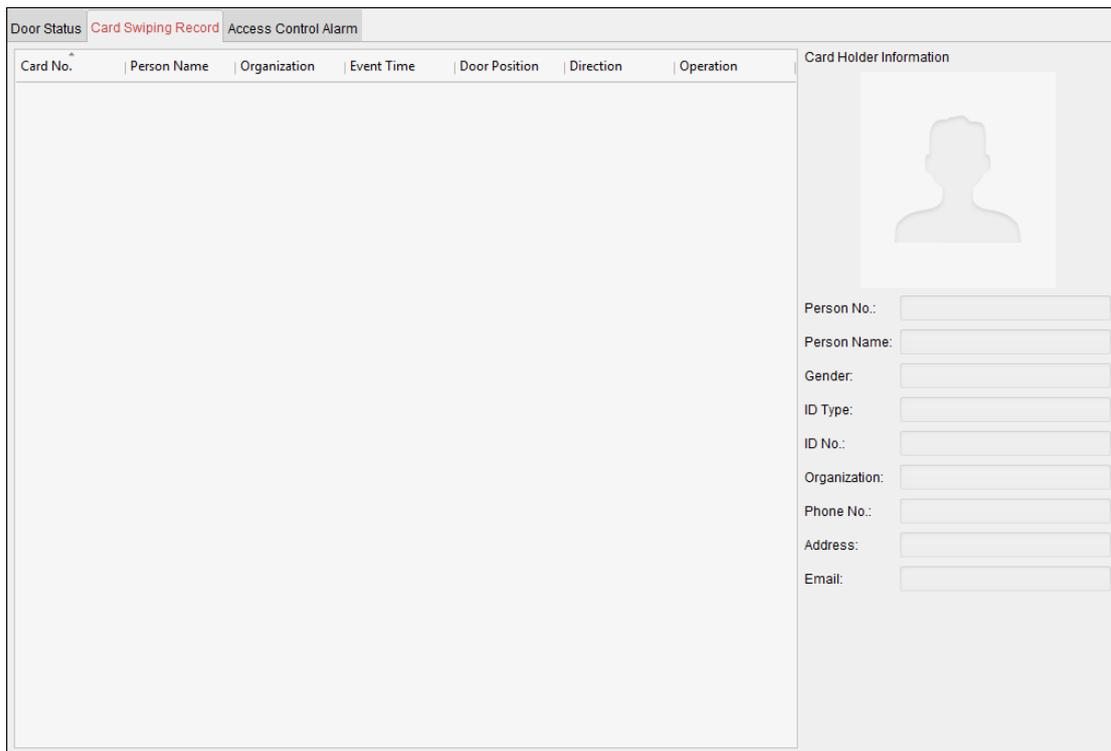 Door Status Card Swiping Record Access Control Alarm
Card No. Person Name Organization Event Time Door Position Direction Operation
Card Holder Information
Person No.:
Person Name:
Gender:
ID Type:
ID No.:
Organization:
Phone No.:
Address:
Email: